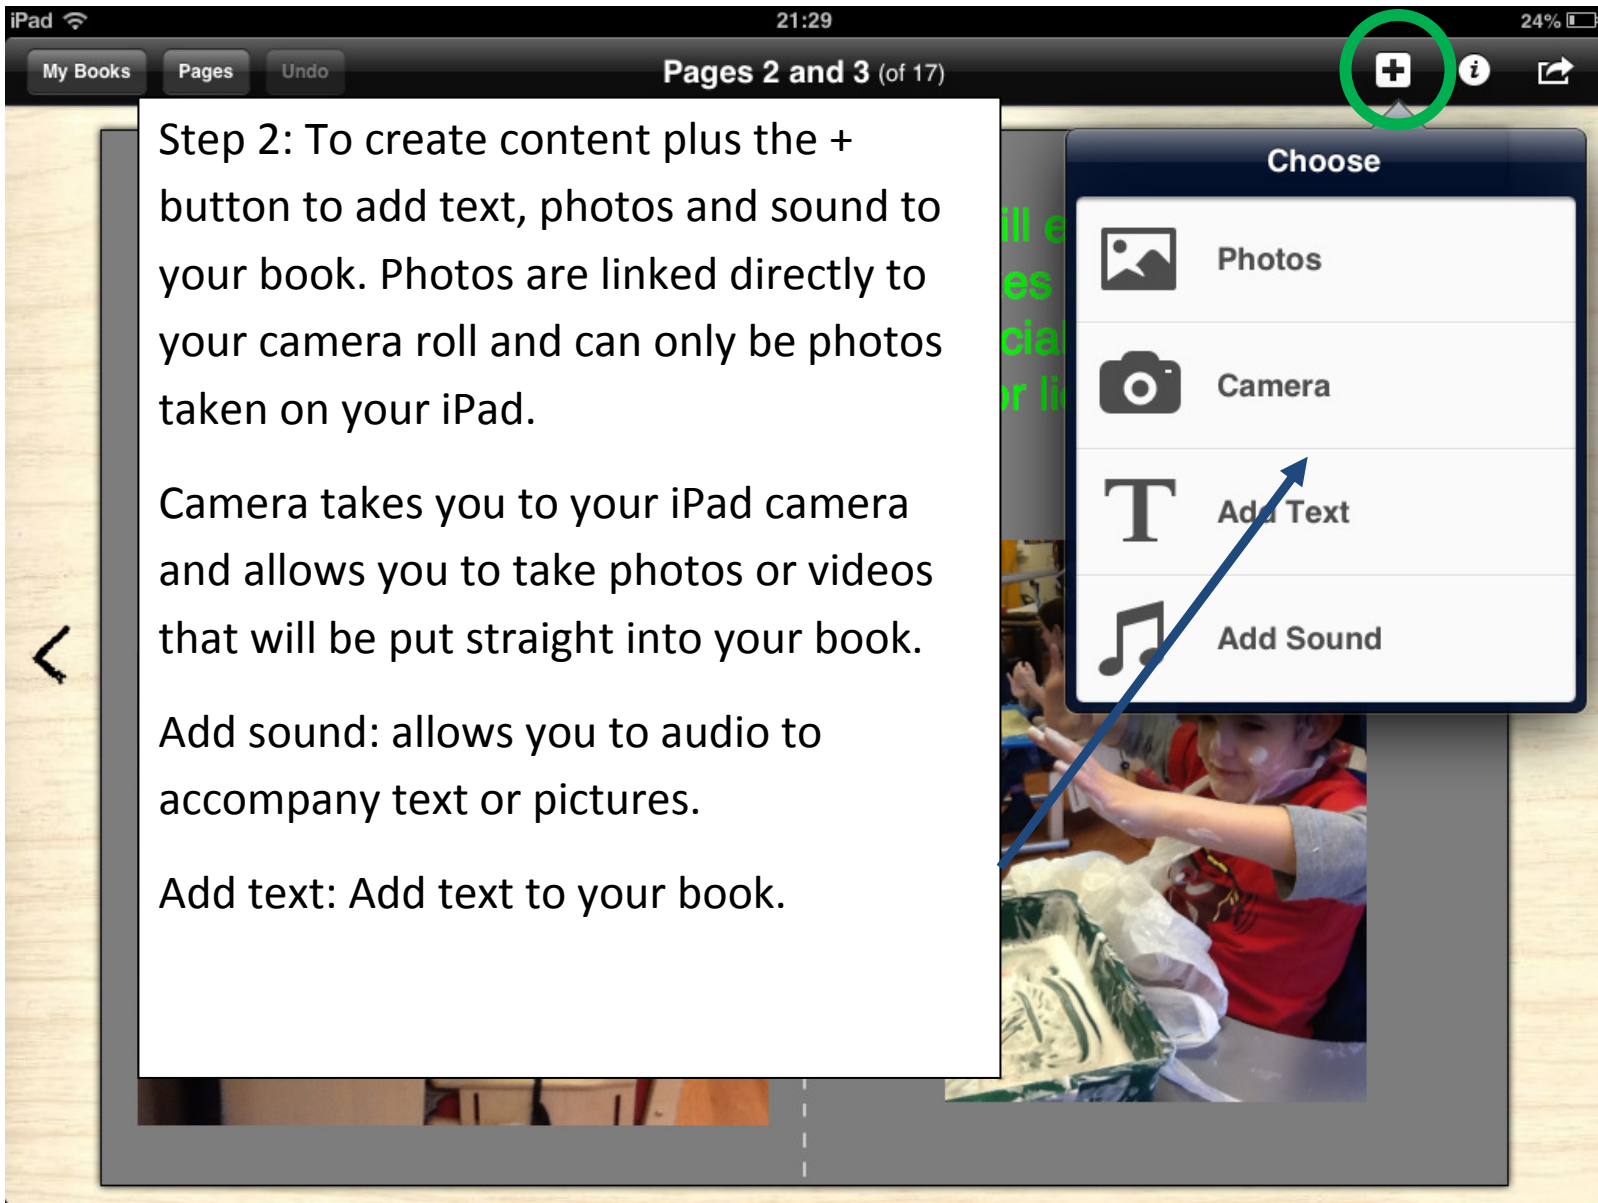 iPad 21:29 24%
My Books Pages Undo Pages 2 and 3 (of 17)
Step 2: To create content plus the +
button to add text, photos and sound to
your book. Photos are linked directly to
your camera roll and can only be photos
taken on your iPad.
Camera takes you to your iPad camera
and allows you to take photos or videos
that will be put straight into your book.
Add sound: allows you to audio to
accompany text or pictures.
Add text: Add text to your book.
Choose
Photos
Camera
Add Text
Add Sound